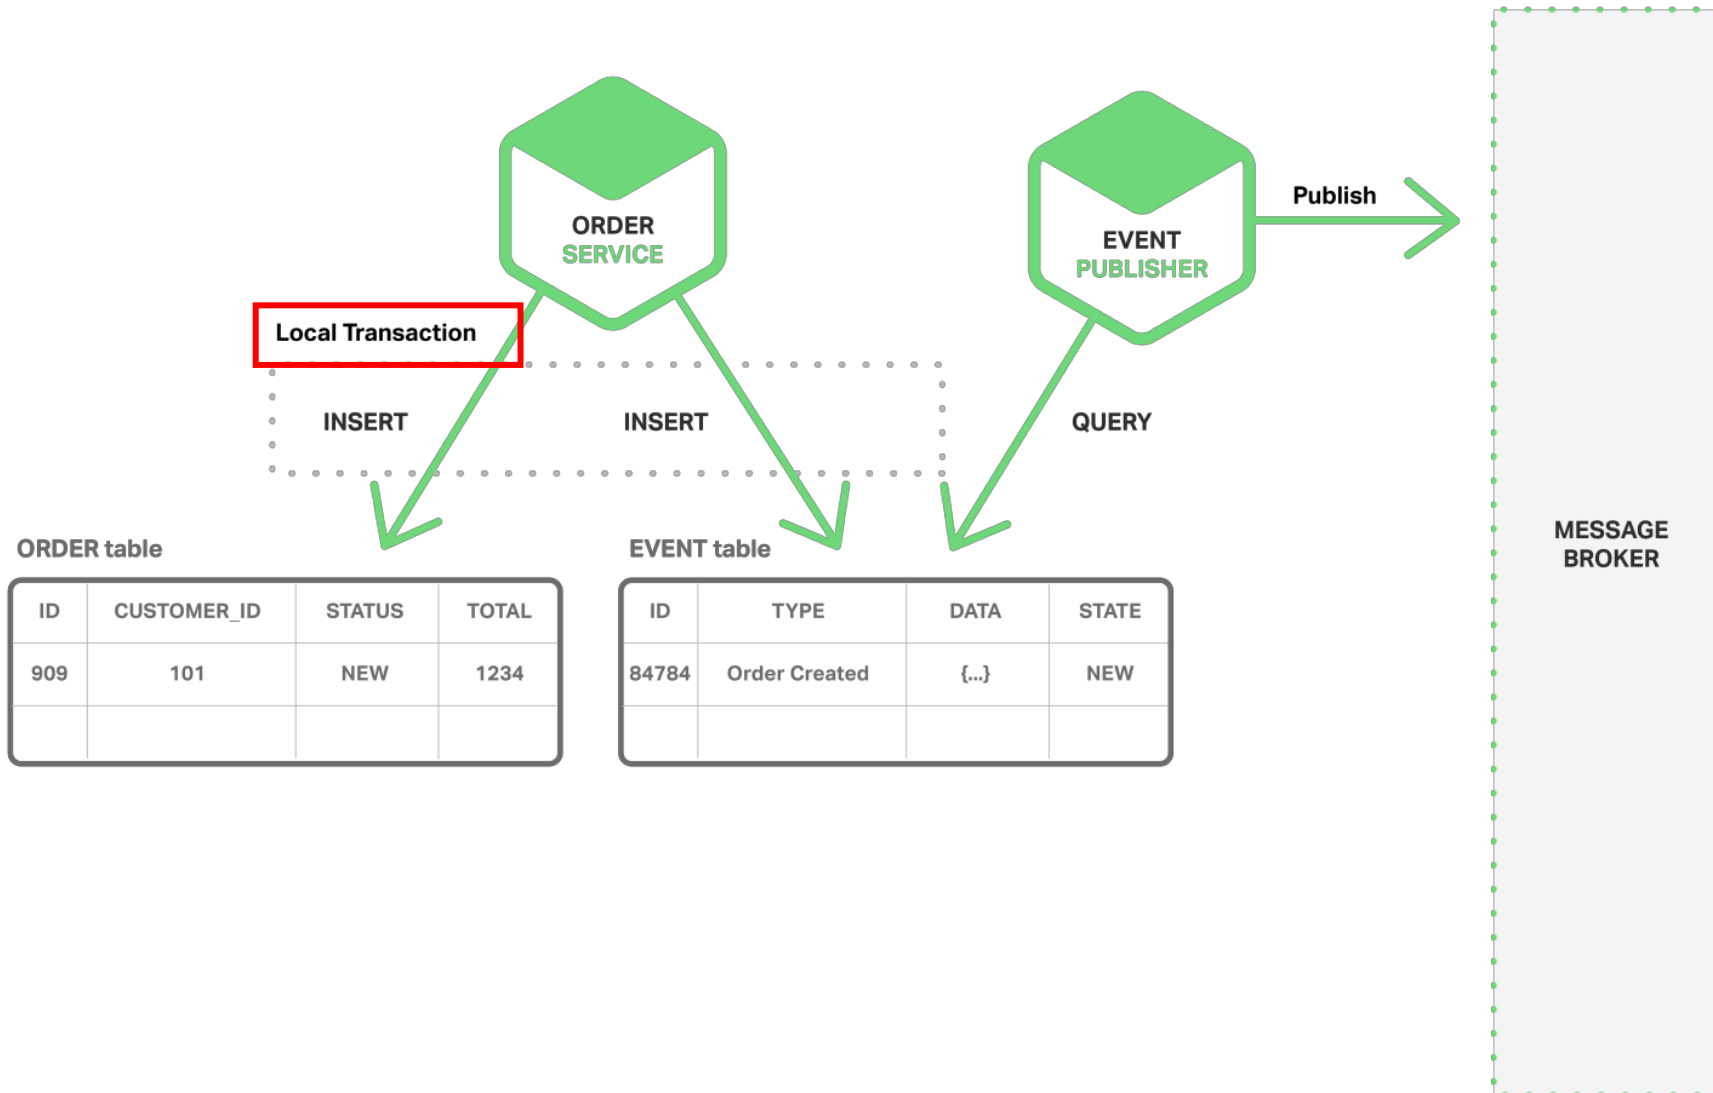 ORDER
SERVICE
EVENT
PUBLISHER
Publish
Local Transaction
INSERT
INSERT
QUERY
MESSAGE
BROKER
ORDER table
ID CUSTOMER_ID STATUS TOTAL
909 101 NEW 1234
EVENT table
ID TYPE DATA STATE
84784 Order Created {...} NEW